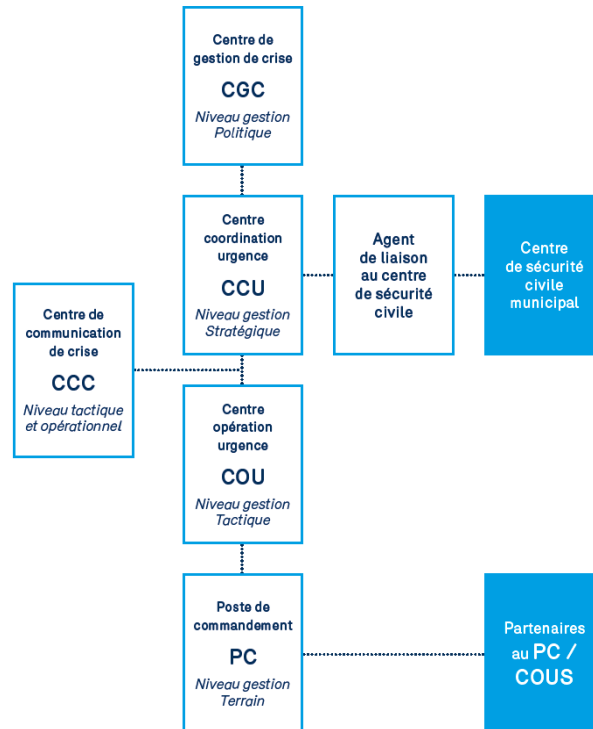 Centre de
gestion de crise
CGC
Niveau gestion
Politique
Centre
coordination
urgence
CCU
Niveau gestion
Stratégique
Agent
de liaison
au centre
de sécurité
civile
Centre
de sécurité
civile
municipal
Centre de
communication
de crise
CCC
Niveau tactique
et opérationnel
Centre
opération
urgence
COU
Niveau gestion
Tactique
Poste de
commandement
PC
Niveau gestion
Terrain
Partenaires
au PC /
COUS